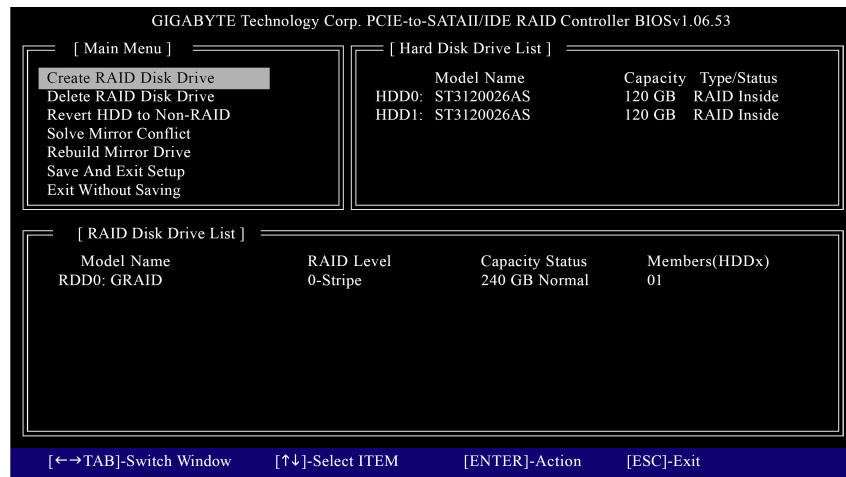 GIGABYTE Technology Corp. PCIE-to-SATAII/IDE RAID Controller BIOSv1.06.53
[ Main Menu ]
Create RAID Disk Drive
Delete RAID Disk Drive
Revert HDD to Non-RAID
Solve Mirror Conflict
Rebuild Mirror Drive
Save And Exit Setup
Exit Without Saving
[ Hard Disk Drive List ]
Model Name Capacity Type/Status
HDD0: ST3120026AS 120 GB RAID Inside
HDD1: ST3120026AS 120 GB RAID Inside
[ RAID Disk Drive List ]
Model Name RAID Level Capacity Status Members(HDDx)
RDD0: GRAID 0-Stripe 240 GB Normal 01
[←→TAB]-Switch Window [↑↓]-Select ITEM [ENTER]-Action [ESC]-Exit